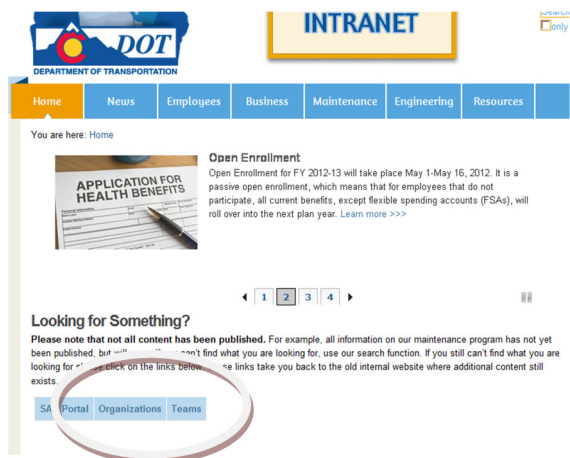 Search
DOT
INTRANET
only
DEPARTMENT OF TRANSPORTATION
Home News Employees Business Maintenance Engineering Resources
You are here: Home
Open Enrollment
APPLICATION FOR
HEALTH BENEFITS
Open Enrollment for FY 2012-13 will take place May 1-May 16, 2012. It is a
passive open enrollment, which means that for employees that do not
participate, all current benefits, except flexible spending accounts (FSAs), will
roll over into the next plan year. Learn more >>>
1 2 3 4
Looking for Something?
Please note that not all content has been published. For example, all information on our maintenance program has not yet
been published, but will can't find what you are looking for, use our search function. If you still can't find what you are
looking for click on the links below. links take you back to the old internal website where additional content still
exists.
Portal Organizations Teams